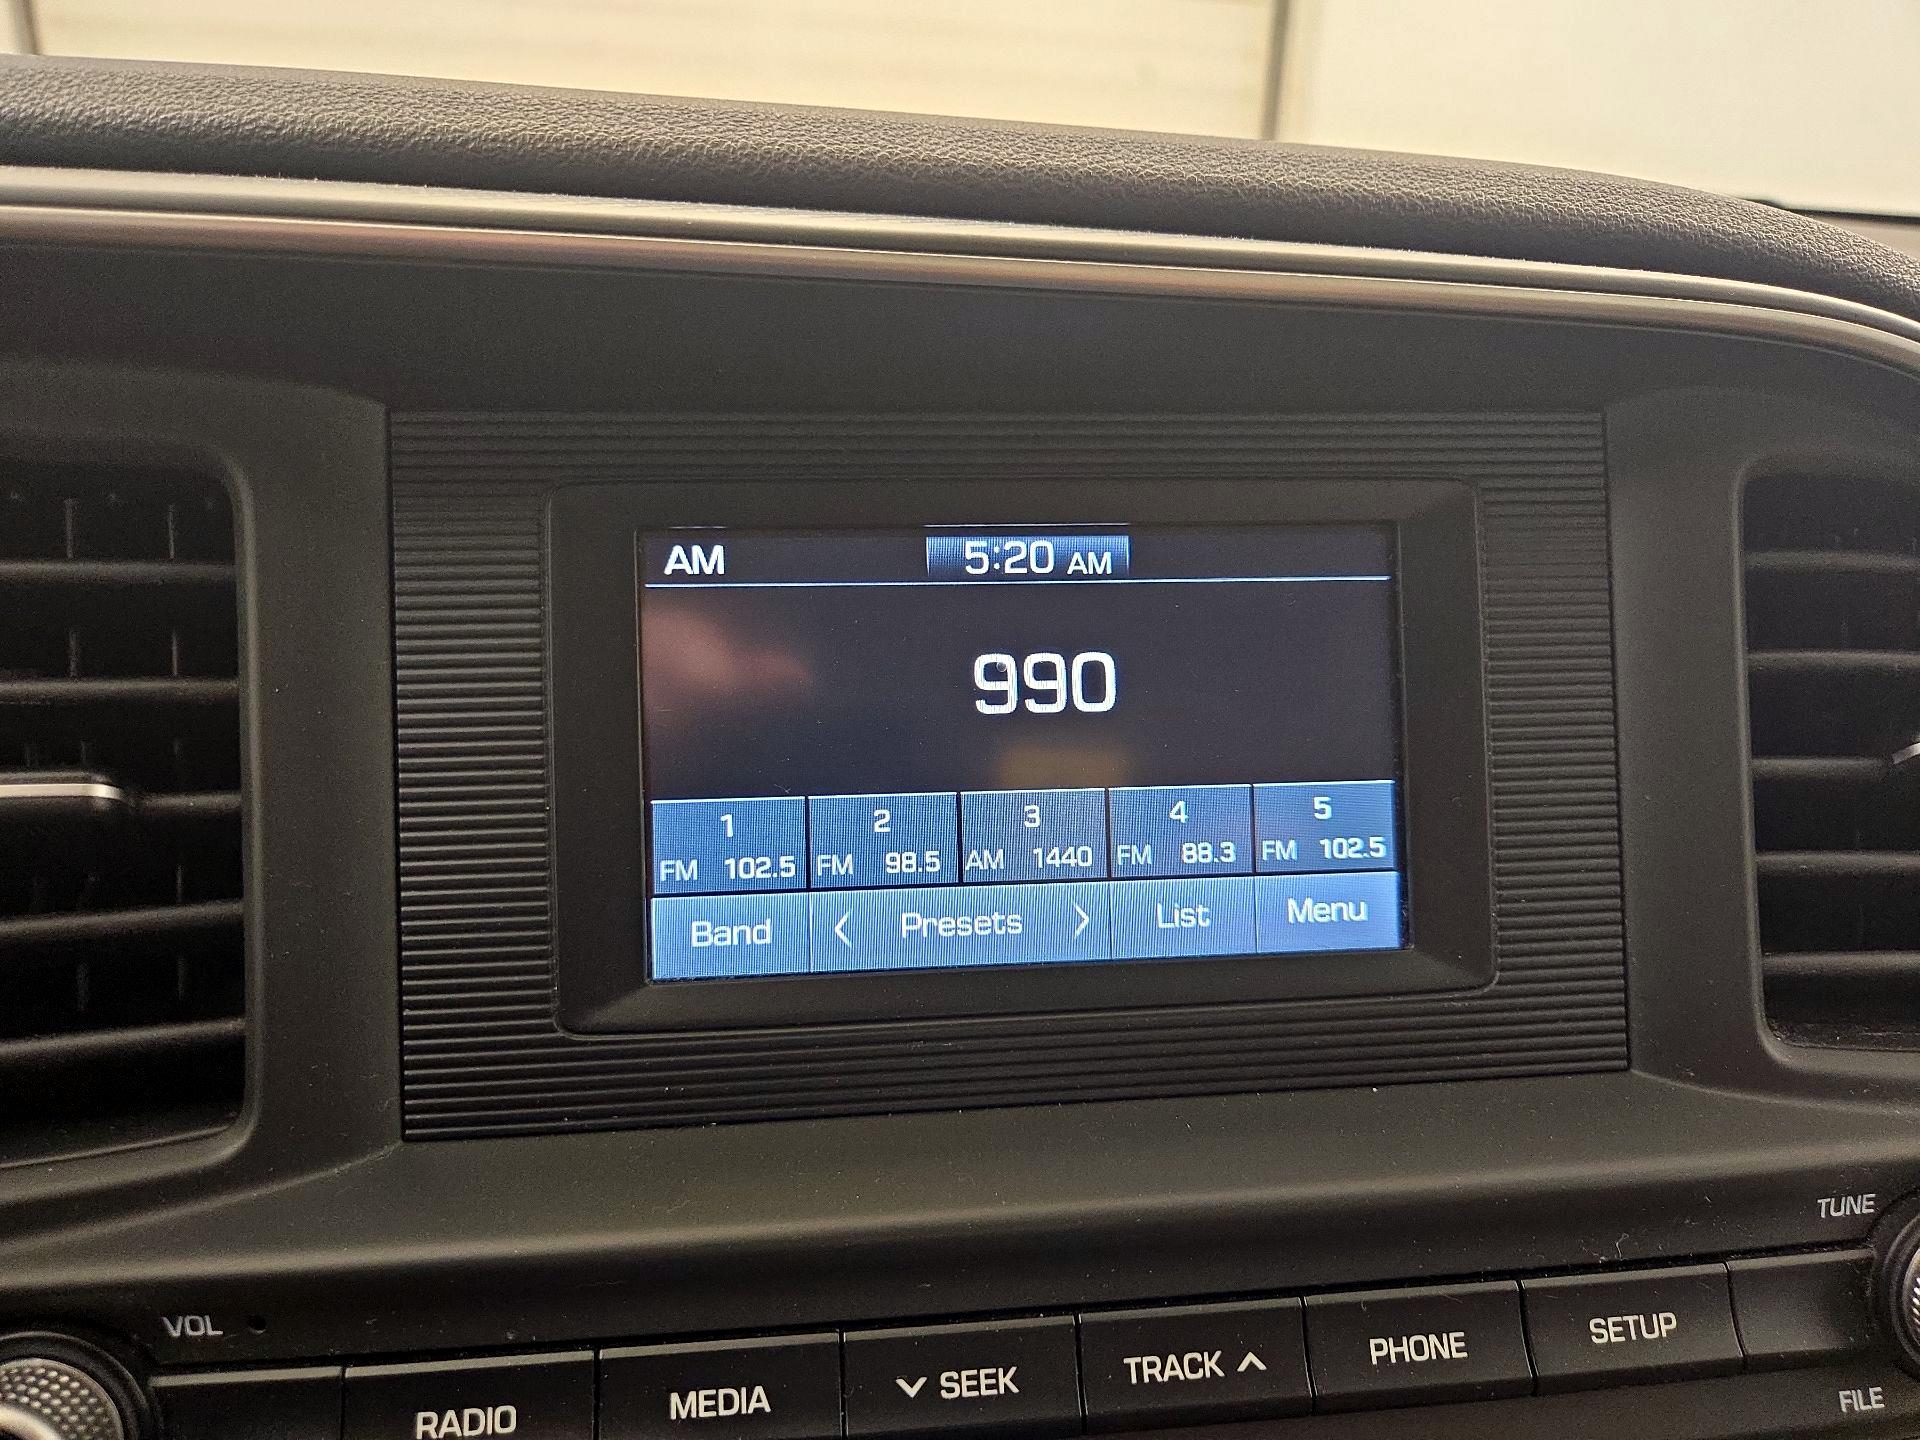 AM 5:20 AM
990
1 2 3 4 5
FM 102.5 FM 98.5 AM 1440 FM 88.3 FM 102.5
Band < Presets > List Menu
TUNE
VOL
RADIO MEDIA ∨ SEEK TRACK ∧ PHONE SETUP
FILE